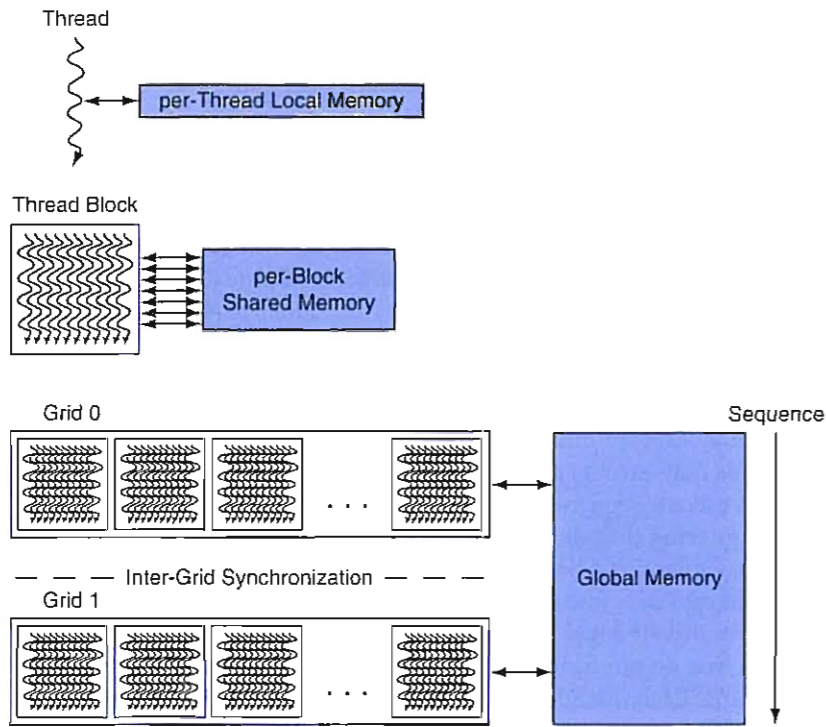 Thread
per-Thread Local Memory
Thread Block
per-Block
Shared Memory
Grid 0
Sequence
. . .
Inter-Grid Synchronization
Global Memory
Grid 1
. . .